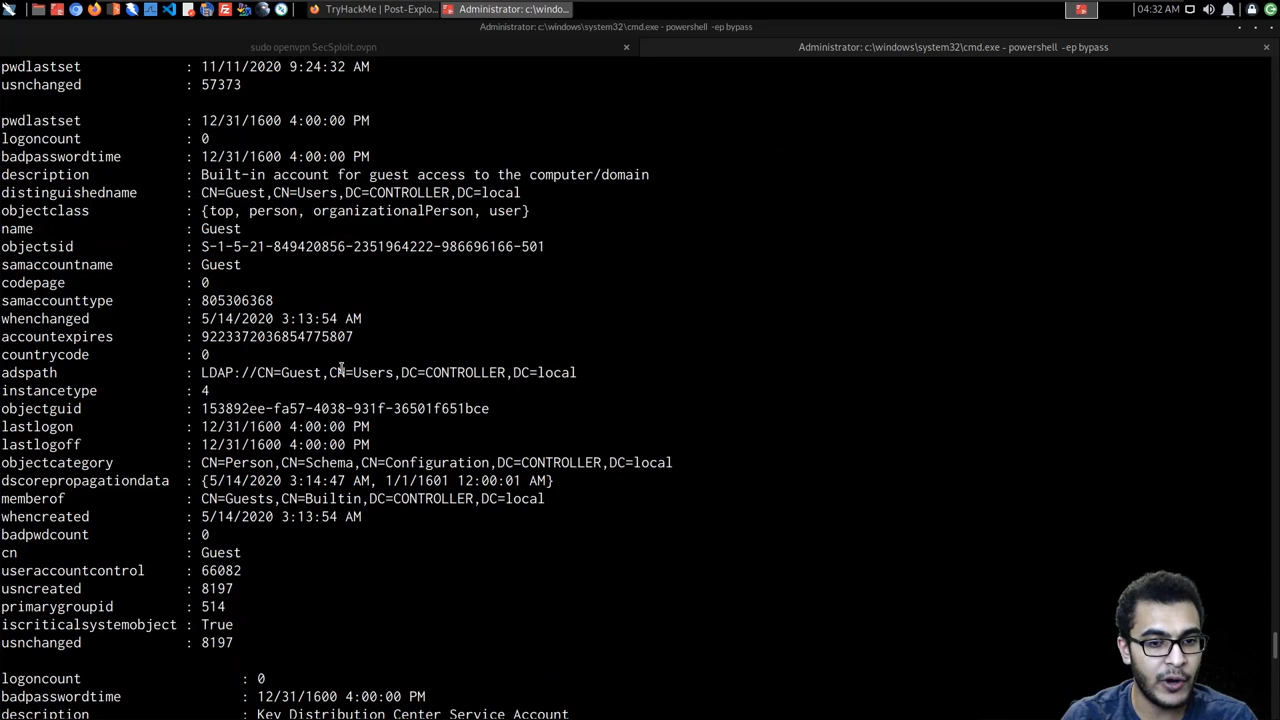 TryHackMe | Post-Explo...
Administrator: c:\windo...
04:32 AM
Administrator: c:\windows\system32\cmd.exe - powershell -ep bypass
sudo openvpn SecSploit.ovpn
Administrator: c:\windows\system32\cmd.exe - powershell -ep bypass
pwdlastset : 11/11/2020 9:24:32 AM
usnchanged : 57373
pwdlastset : 12/31/1600 4:00:00 PM
logoncount : 0
badpasswordtime : 12/31/1600 4:00:00 PM
description : Built-in account for guest access to the computer/domain
distinguishedname : CN=Guest,CN=Users,DC=CONTROLLER,DC=local
objectclass : {top, person, organizationalPerson, user}
name : Guest
objectsid : S-1-5-21-849420856-2351964222-986696166-501
samaccountname : Guest
codepage : 0
samaccounttype : 805306368
whenchanged : 5/14/2020 3:13:54 AM
accountexpires : 9223372036854775807
countrycode : 0
adspath : LDAP://CN=Guest,CN=Users,DC=CONTROLLER,DC=local
instancetype : 4
objectguid : 153892ee-fa57-4038-931f-36501f651bce
lastlogon : 12/31/1600 4:00:00 PM
lastlogoff : 12/31/1600 4:00:00 PM
objectcategory : CN=Person,CN=Schema,CN=Configuration,DC=CONTROLLER,DC=local
dscorepropagationdata : {5/14/2020 3:14:47 AM, 1/1/1601 12:00:01 AM}
memberof : CN=Guests,CN=Builtin,DC=CONTROLLER,DC=local
whencreated : 5/14/2020 3:13:54 AM
badpwdcount : 0
cn : Guest
useraccountcontrol : 66082
usncreated : 8197
primarygroupid : 514
iscriticalsystemobject : True
usnchanged : 8197
logoncount : 0
badpasswordtime : 12/31/1600 4:00:00 PM
description : Key Distribution Center Service Account